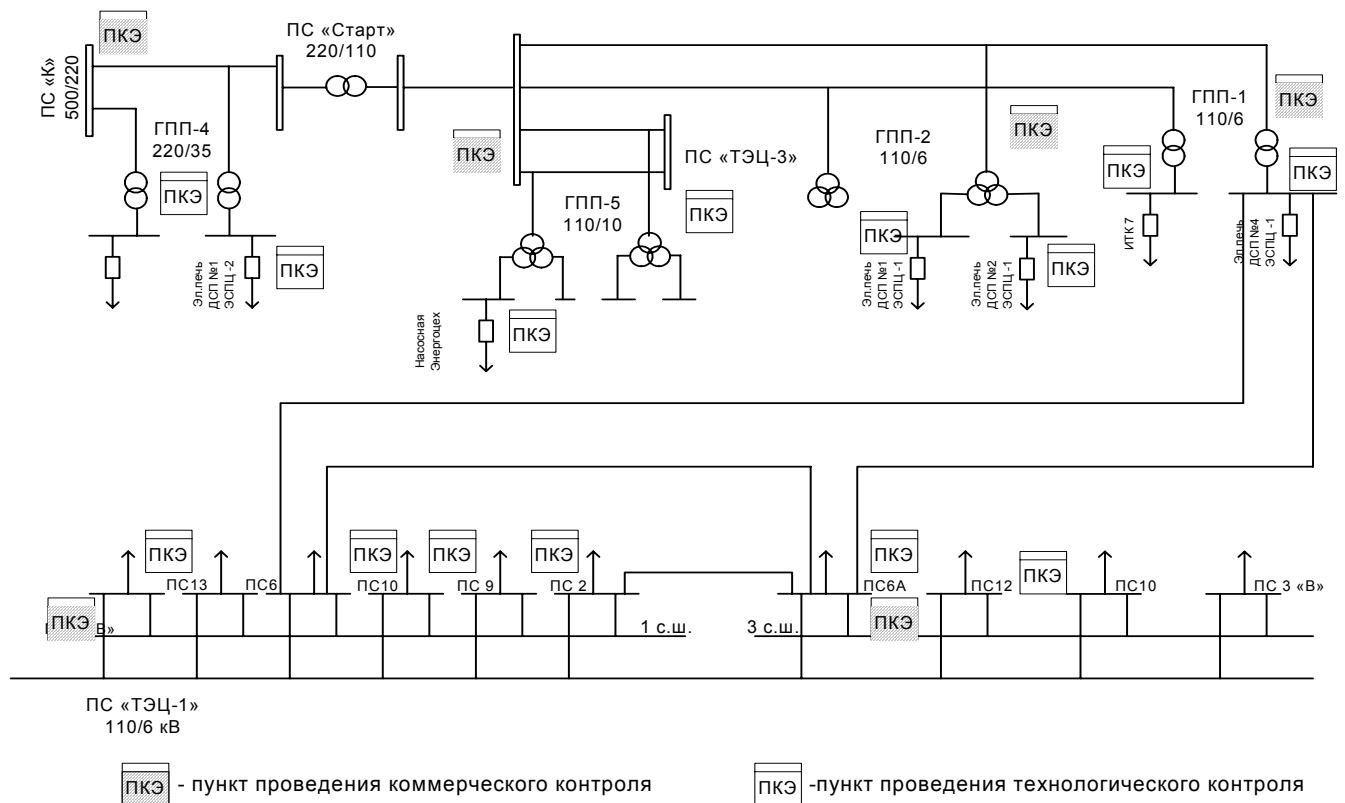 ПКЭ
ПС «Старт»
220/110
ПС «К»
500/220
ГПП-4
220/35
ПКЭ
ПКЭ
Эл.печь
ДСП №1
ЭСПЦ -2
ПКЭ
ПС «ТЭЦ-3»
ГПП-5
110/10
ПКЭ
Насосная
Энергоцех
ПКЭ
ГПП-2
110/6
ПКЭ
ПКЭ
Эл.печь
ДСП №1
ЭСПЦ -1
Эл.печь
ДСП №2
ЭСПЦ -1
ПКЭ
ГПП-1
110/6
ПКЭ
ПКЭ
ПКЭ
ИТК 7
Эл.печь
ДСП №4
ЭСПЦ -1
ПКЭ
ПКЭ
ПКЭ
ПКЭ
ПКЭ
ПКЭ
ПС13
ПС6
ПС10
ПС 9
ПС 2
ПС6А
ПС12
ПС10
ПС 3 «В»
ПКЭ
В»
1 с.ш.
3 с.ш.
ПКЭ
ПС «ТЭЦ-1»
110/6 кВ
ПКЭ - пункт проведения коммерческого контроля
ПКЭ -пункт проведения технологического контроля